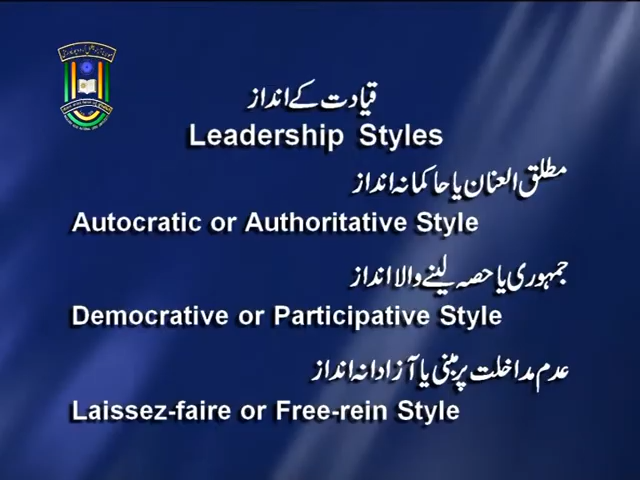 قیادت کے انداز
Leadership Styles
مطلق العنان یا حاکمانہ انداز
Autocratic or Authoritative Style
جمہوری یا حصہ لینے والا انداز
Democrative or Participative Style
عدم مداخلت پر مبنی یا آزادانہ انداز
Laissez-faire or Free-rein Style